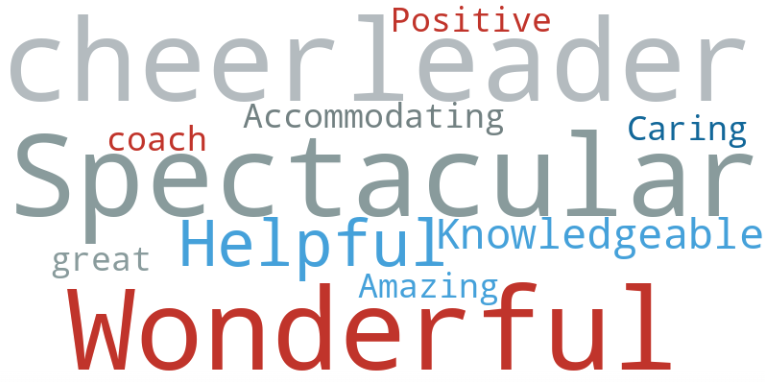 Positive
cheerleader
Accommodating
coach
Caring
Spectacular
Helpful
Knowledgeable
great
Amazing
Wonderful